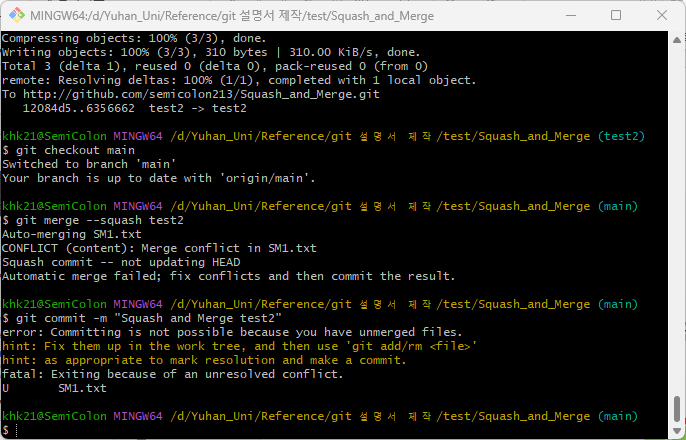 MINGW64:/d/Yuhan_Uni/Reference/git 설명서 제작/test/Squash_and_Merge
Compressing objects: 100% (3/3), done.
Writing objects: 100% (3/3), 310 bytes | 310.00 KiB/s, done.
Total 3 (delta 1), reused 0 (delta 0), pack-reused 0 (from 0)
remote: Resolving deltas: 100% (1/1), completed with 1 local object.
To http://github.com/semicolon213/Squash_and_Merge.git
   12084d5..6356662  test2 -> test2
khk21@SemiColon MINGW64 /d/Yuhan_Uni/Reference/git 설명서 제작/test/Squash_and_Merge (test2)
$ git checkout main
Switched to branch 'main'
Your branch is up to date with 'origin/main'.
khk21@SemiColon MINGW64 /d/Yuhan_Uni/Reference/git 설명서 제작/test/Squash_and_Merge (main)
$ git merge --squash test2
Auto-merging SM1.txt
CONFLICT (content): Merge conflict in SM1.txt
Squash commit -- not updating HEAD
Automatic merge failed; fix conflicts and then commit the result.
khk21@SemiColon MINGW64 /d/Yuhan_Uni/Reference/git 설명서 제작/test/Squash_and_Merge (main)
$ git commit -m "Squash and Merge test2"
error: Committing is not possible because you have unmerged files.
hint: Fix them up in the work tree, and then use 'git add/rm <file>'
hint: as appropriate to mark resolution and make a commit.
fatal: Exiting because of an unresolved conflict.
U       SM1.txt
khk21@SemiColon MINGW64 /d/Yuhan_Uni/Reference/git 설명서 제작/test/Squash_and_Merge (main)
$